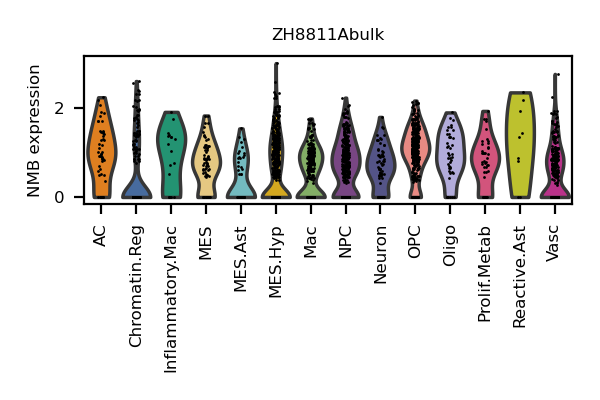 ZH8811Abulk
NMB expression
2
0
AC
Chromatin.Reg
Inflammatory.Mac
MES
MES.Ast
MES.Hyp
Mac
NPC
Neuron
OPC
Oligo
Prolif.Metab
Reactive.Ast
Vasc